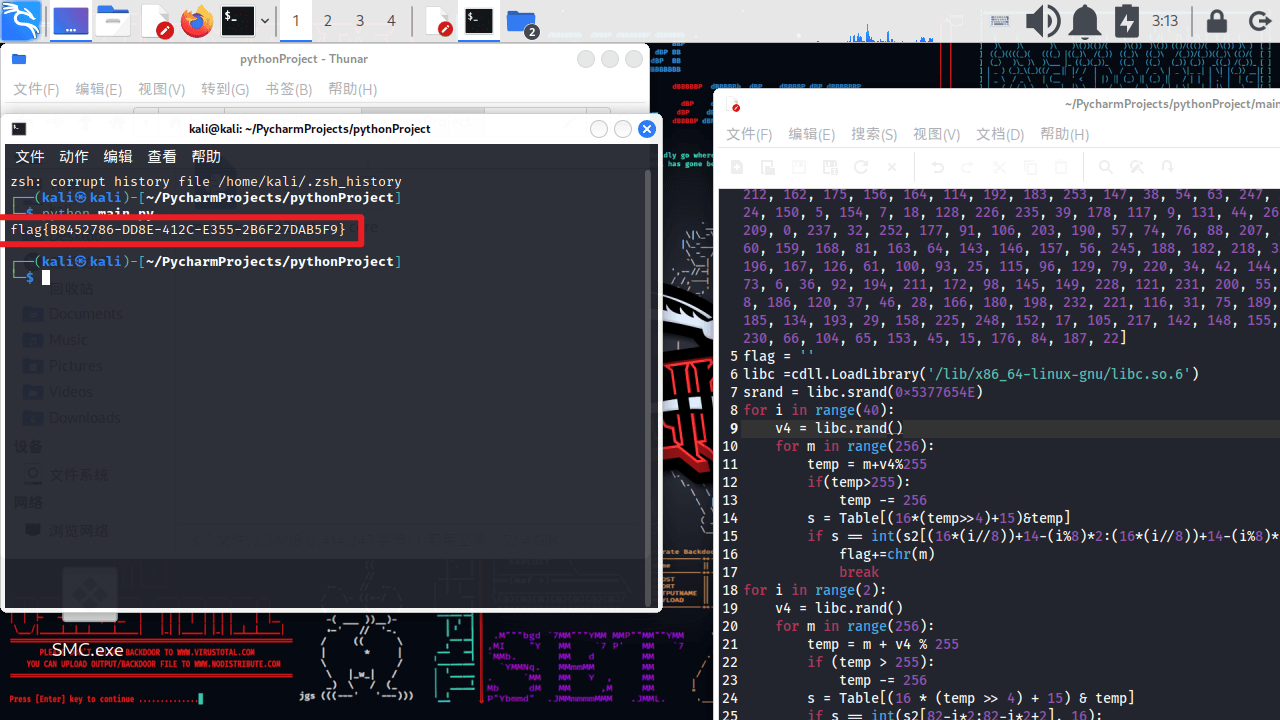 1 2 3 4
2
3:13
pythonProject - Thunar
文件(F) 编辑(E) 视图(V) 转到(G) 书签(B) 帮助(H)
kali@kali: ~/PycharmProjects/pythonProject
文件 动作 编辑 查看 帮助
zsh: corrupt history file /home/kali/.zsh_history
┌──(kali㉿kali)-[~/PycharmProjects/pythonProject]
└─$ python main.py
flag{B8452786-DD8E-412C-E355-2B6F27DAB5F9}
┌──(kali㉿kali)-[~/PycharmProjects/pythonProject]
└─$
回收站
Documents
Music
Pictures
Videos
Downloads
设备
文件系统
网络
浏览网络
SMC.exe
PLEASE
BACKDOOR TO WWW.VIRUSTOTAL.COM
YOU CAN UPLOAD OUTPUT/BACKDOOR FILE TO WWW.NODISTRIBUTE.COM
Press [Enter] key to continue ..............
~/PycharmProjects/pythonProject/main
文件(F) 编辑(E) 搜索(S) 视图(V) 文档(D) 帮助(H)
212, 162, 175, 156, 164, 114, 192, 183, 253, 147, 38, 54, 63, 247,
24, 150, 5, 154, 7, 18, 128, 226, 235, 39, 178, 117, 9, 131, 44, 26
209, 0, 237, 32, 252, 177, 91, 106, 203, 190, 57, 74, 76, 88, 207,
60, 159, 168, 81, 163, 64, 143, 146, 157, 56, 245, 188, 182, 218, 3
196, 167, 126, 61, 100, 93, 25, 115, 96, 129, 79, 220, 34, 42, 144,
73, 6, 36, 92, 194, 211, 172, 98, 145, 149, 228, 121, 231, 200, 55,
8, 186, 120, 37, 46, 28, 166, 180, 198, 232, 221, 116, 31, 75, 189,
185, 134, 193, 29, 158, 225, 248, 152, 17, 105, 217, 142, 148, 155,
230, 66, 104, 65, 153, 45, 15, 176, 84, 187, 22]
5 flag = ''
6 libc =cdll.LoadLibrary('/lib/x86_64-linux-gnu/libc.so.6')
7 srand = libc.srand(0×5377654E)
8 for i in range(40):
9 v4 = libc.rand()
10 for m in range(256):
11 temp = m+v4%255
12 if(temp>255):
13 temp -= 256
14 s = Table[(16*(temp>>4)+15)&temp]
15 if s == int(s2[(16*(i//8))+14-(i%8)*2:(16*(i//8))+14-(i%8)*
16 flag+=chr(m)
17 break
18 for i in range(2):
19 v4 = libc.rand()
20 for m in range(256):
21 temp = m + v4 % 255
22 if (temp > 255):
23 temp -= 256
24 s = Table[(16 * (temp >> 4) + 15) & temp]
25 if s == int(s2[82-i*2:82-i*2+2], 16):